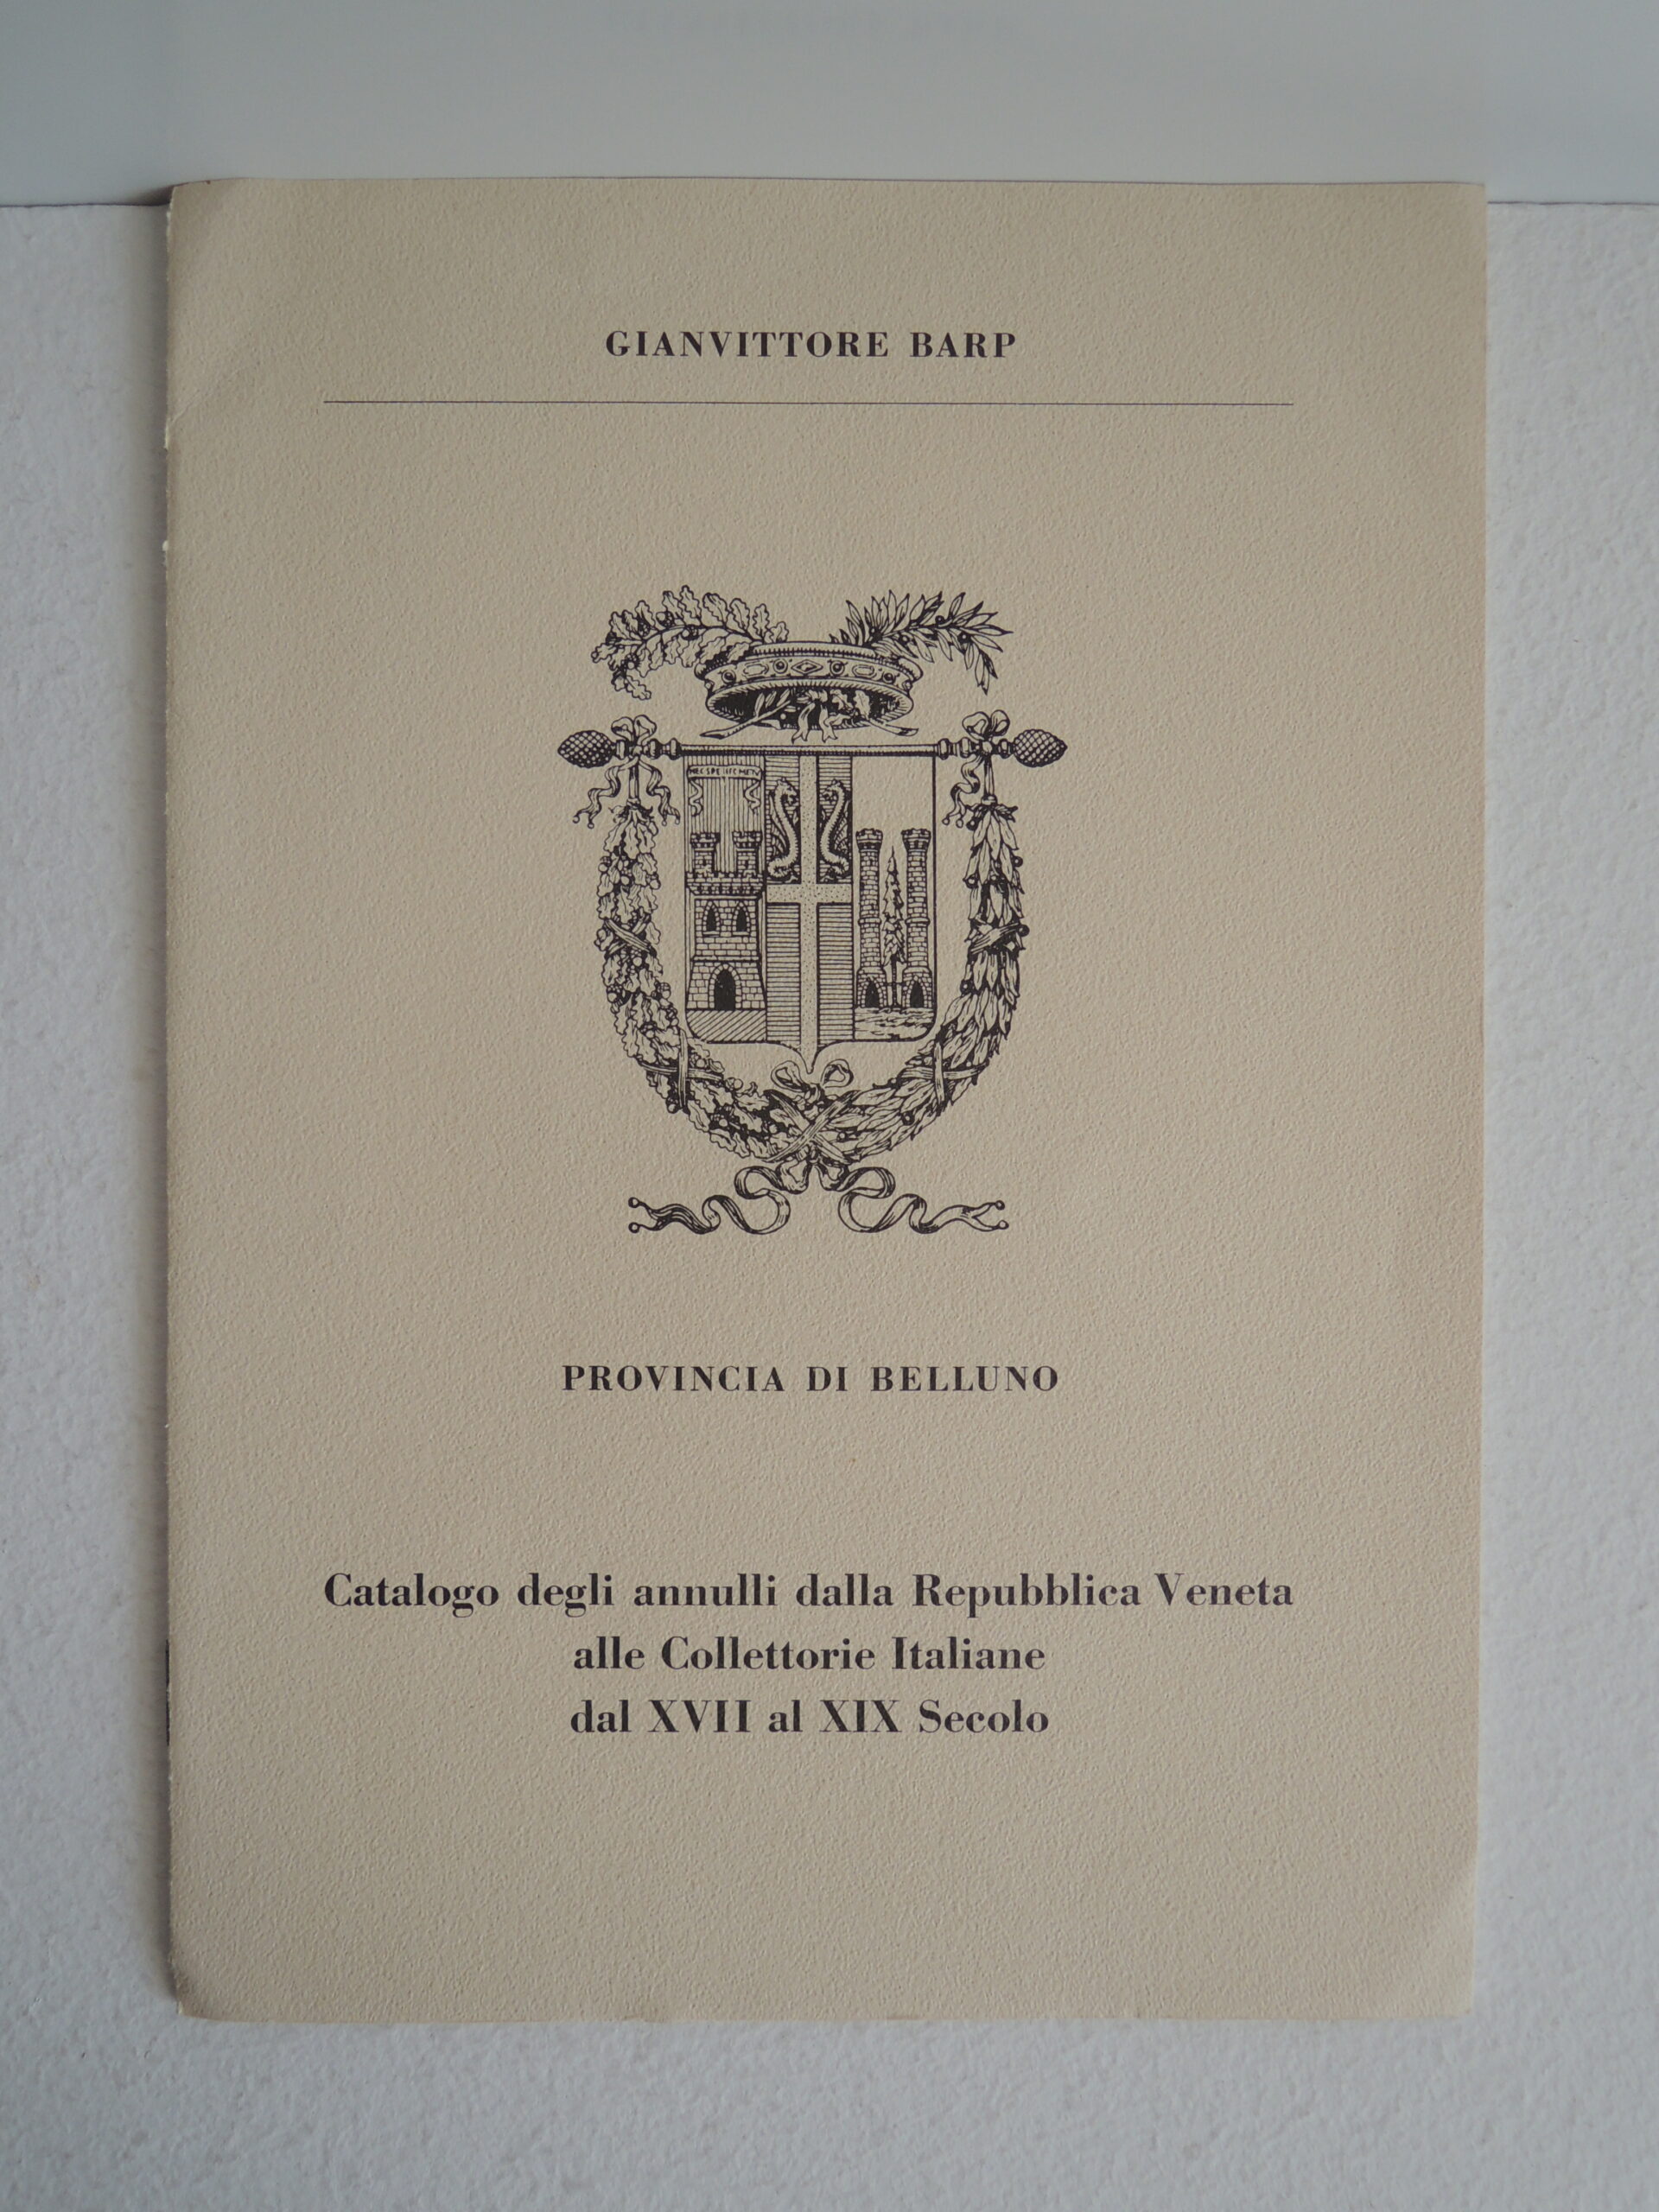 GIANVITTORE BARP
PROVINCIA DI BELLUNO
Catalogo degli annulli dalla Repubblica Veneta
alle Collettorie Italiane
dal XVII al XIX Secolo